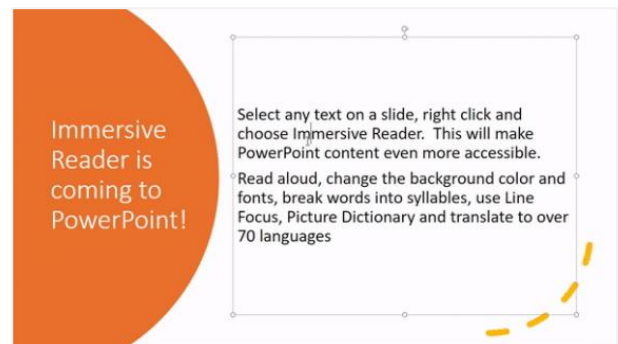 Immersive
Reader is
coming to
PowerPoint!
Select any text on a slide, right click and
choose Immersive Reader.  This will make
PowerPoint content even more accessible.
Read aloud, change the background color and
fonts, break words into syllables, use Line
Focus, Picture Dictionary and translate to over
70 languages